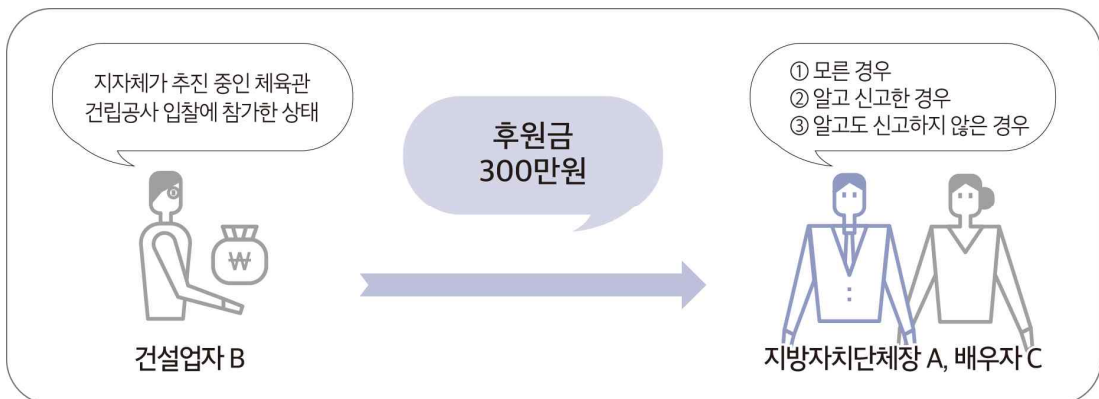 지자체가 추진 중인 체육관
건립공사 입찰에 참가한 상태
후원금
300만원
① 모른 경우
② 알고 신고한 경우
③ 알고도 신고하지 않은 경우
₩
건설업자 B
지방자치단체장 A, 배우자 C